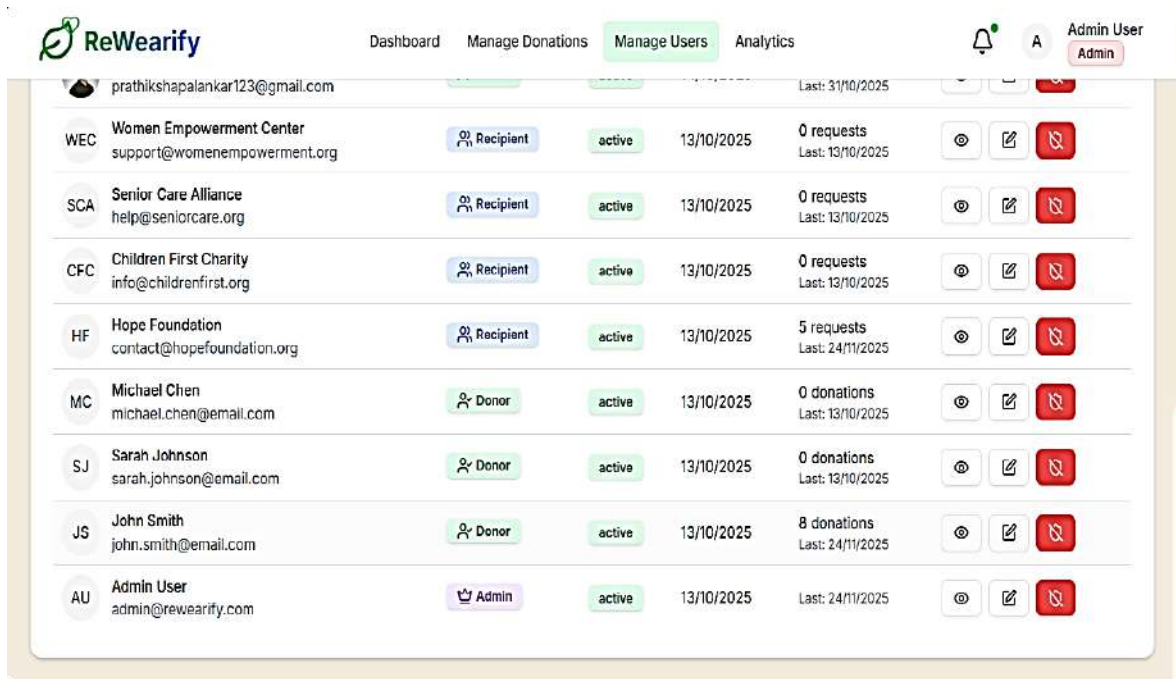 ReWearify
Dashboard Manage Donations Manage Users Analytics
A
Admin User
Admin
prathikshapalankar123@gmail.com
Last: 31/10/2025
WEC
Women Empowerment Center
support@womenempowerment.org
Recipient
active
13/10/2025
0 requests
Last: 13/10/2025
SCA
Senior Care Alliance
help@seniorcare.org
Recipient
active
13/10/2025
0 requests
Last: 13/10/2025
CFC
Children First Charity
info@childrenfirst.org
Recipient
active
13/10/2025
0 requests
Last: 13/10/2025
HF
Hope Foundation
contact@hopefoundation.org
Recipient
active
13/10/2025
5 requests
Last: 24/11/2025
MC
Michael Chen
michael.chen@email.com
Donor
active
13/10/2025
0 donations
Last: 13/10/2025
SJ
Sarah Johnson
sarah.johnson@email.com
Donor
active
13/10/2025
0 donations
Last: 13/10/2025
JS
John Smith
john.smith@email.com
Donor
active
13/10/2025
8 donations
Last: 24/11/2025
AU
Admin User
admin@rewearify.com
Admin
active
13/10/2025
Last: 24/11/2025